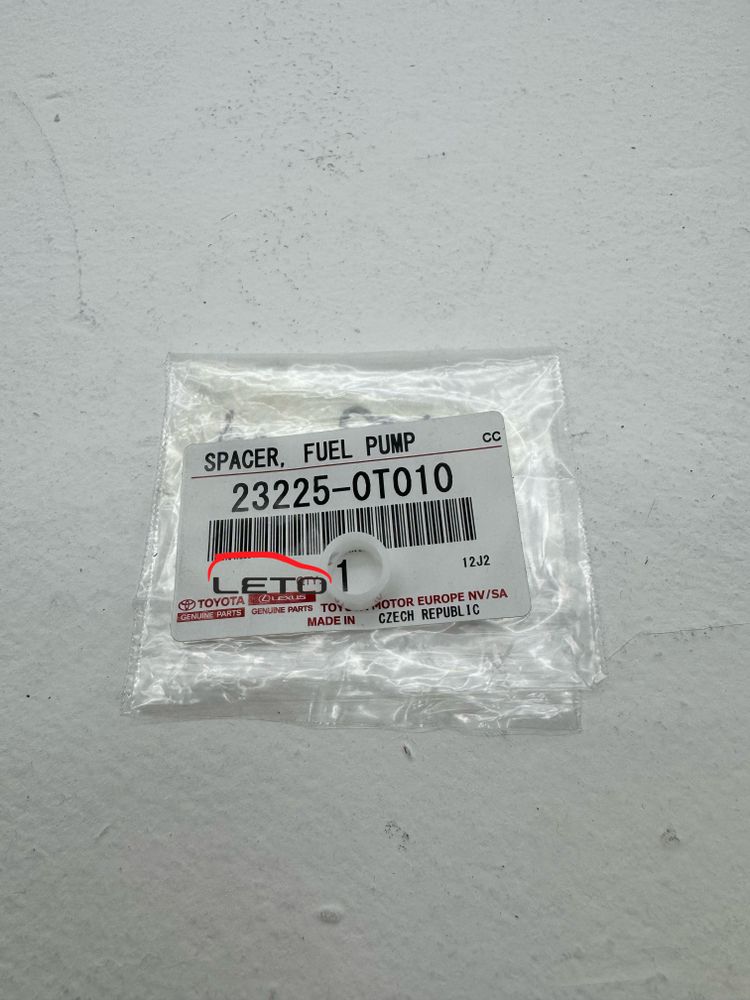 SPACER, FUEL PUMP
CC
23225-0T010
1
12J2
LETO
TOYOTA
GENUINE PARTS
LEXUS
GENUINE PARTS
MOTOR EUROPE NV/SA
MADE IN CZECH REPUBLIC